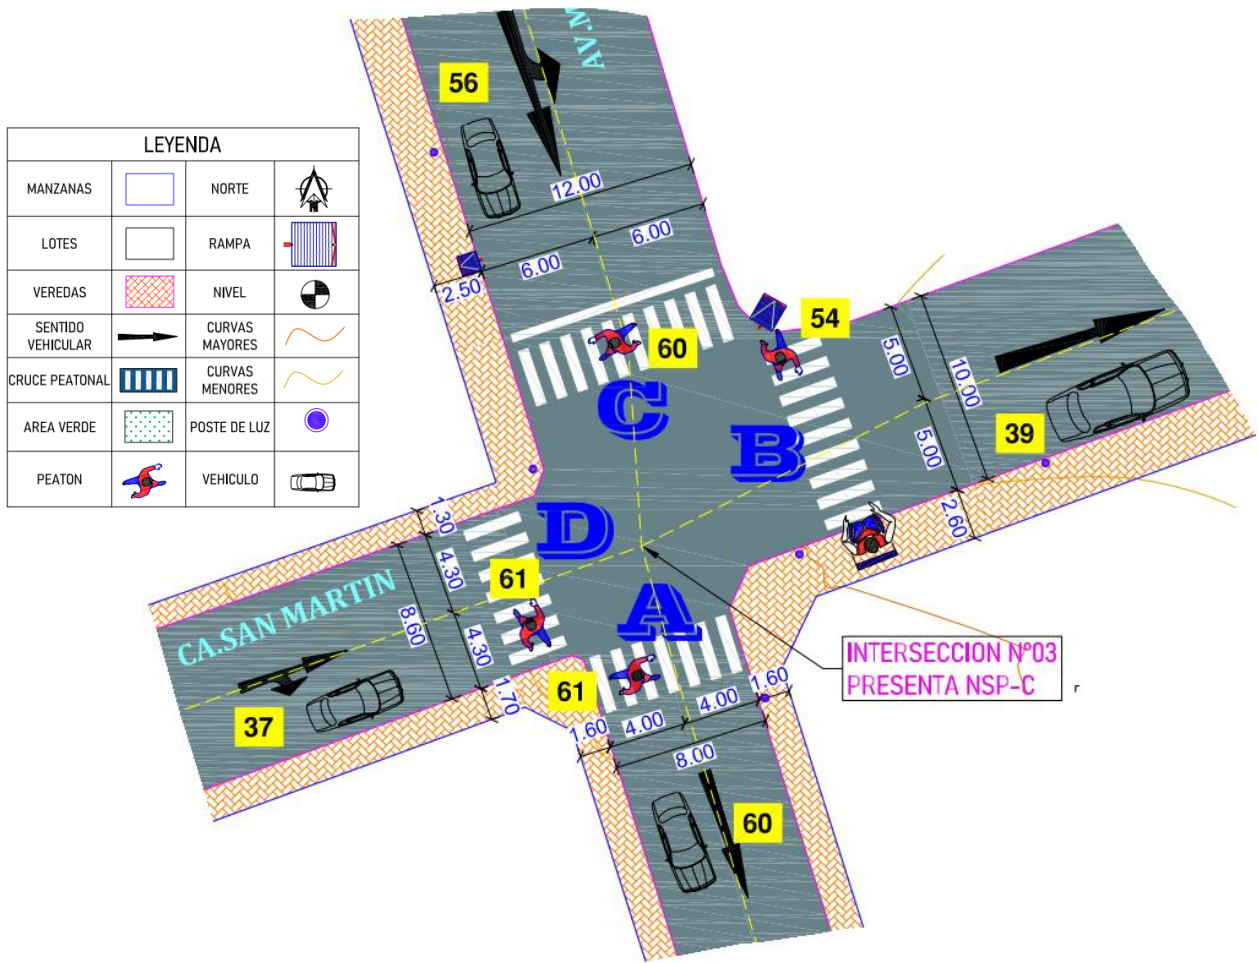 AV.M
56
12.00
6.00
6.00
2.50
LEYENDA
MANZANAS
NORTE
N
LOTES
RAMPA
VEREDAS
NIVEL
SENTIDO
VEHICULAR
CURVAS
MAYORES
CRUCE PEATONAL
CURVAS
MENORES
AREA VERDE
POSTE DE LUZ
PEATON
VEHICULO
60
54
C
B
5.00
10.00
5.00
39
2.60
1.30
4.30
D
61
A
CA.SAN MARTIN
8.60
4.30
1.70
37
61
1.60
4.00
4.00
1.60
8.00
60
INTERSECCION Nº03
PRESENTA NSP-C
r